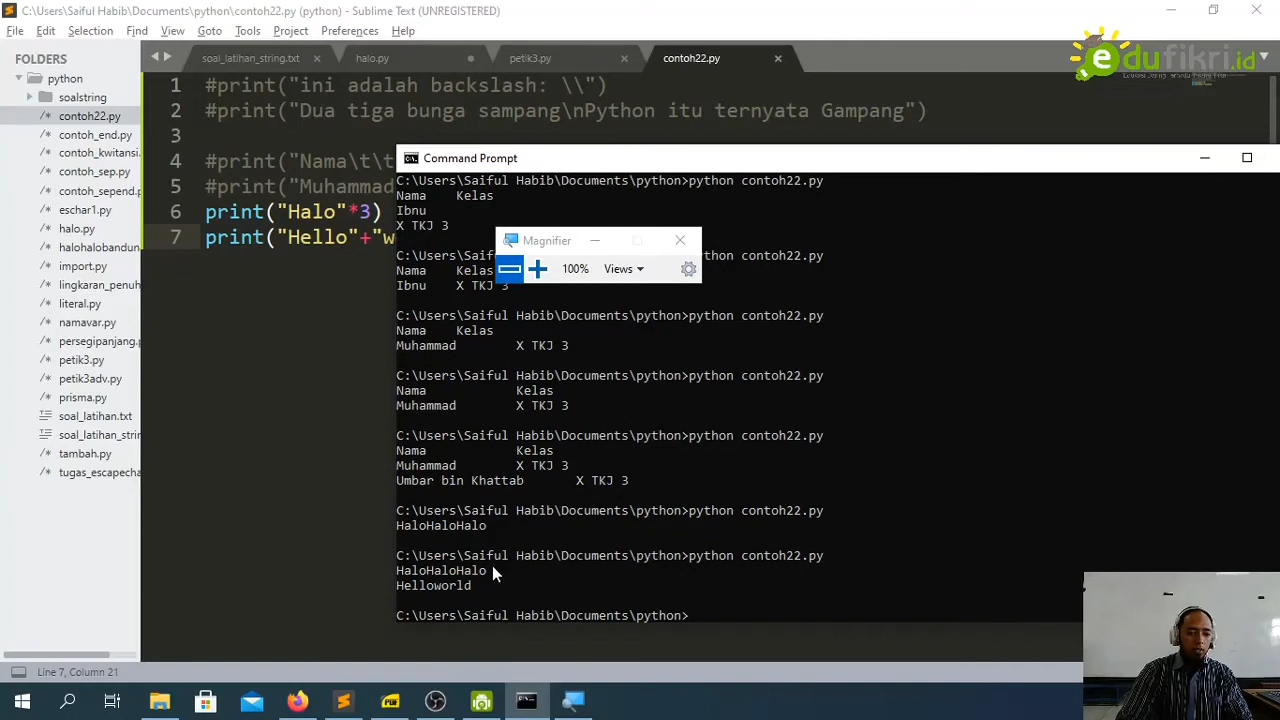 C:\Users\Saiful Habib\Documents\python\contoh22.py (python) - Sublime Text (UNREGISTERED)
File Edit Selection Find View Goto Tools Project Preferences Help
FOLDERS
python
soalstring
contoh22.py
contoh_end.py
contoh_kwitansi.
contoh_sep.py
contoh_sepend.py
eschar1.py
halo.py
halohalobandun
import.py
lingkaran_penuh
literal.py
namavar.py
persegipanjang.
petik3.py
petik3adv.py
prisma.py
soal_latihan.txt
soal_latihan_strin
tambah.py
tugas_escapecha
soal_latihan_string.txt halo.py petik3.py contoh22.py
edufikri.id
1 #print("ini adalah backslash: \\")
2 #print("Dua tiga bunga sampang\nPython itu ternyata Gampang")
3
4 #print("Nama\t\t
5 #print("Muhammad
6 print("Halo"*3)
7 print("Hello"+"w
Command Prompt
C:\Users\Saiful Habib\Documents\python>python contoh22.py
Nama Kelas
Ibnu
X TKJ 3
C:\Users\Saif
ocuments\python>python contoh22.py
Nama Kelas
Ibnu X TKJ 3
C:\Users\Saiful Habib\Documents\python>python contoh22.py
Nama Kelas
Muhammad X TKJ 3
C:\Users\Saiful Habib\Documents\python>python contoh22.py
Nama Kelas
Muhammad X TKJ 3
C:\Users\Saiful Habib\Documents\python>python contoh22.py
Nama Kelas
Muhammad X TKJ 3
Umbar bin Khattab X TKJ 3
C:\Users\Saiful Habib\Documents\python>python contoh22.py
HaloHaloHalo
C:\Users\Saiful Habib\Documents\python>python contoh22.py
HaloHaloHalo
Helloworld
C:\Users\Saiful Habib\Documents\python>
Magnifier
100% Views
Line 7, Column 21